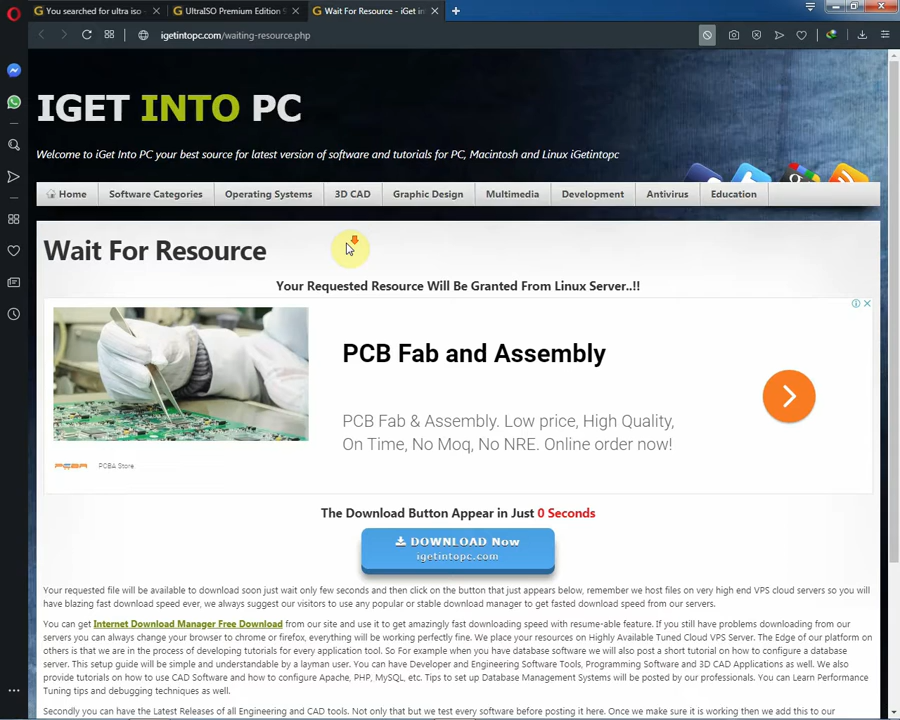 You searched for ultra iso
UltraISO Premium Edition 9
Wait For Resource - iGet in
igetintopc.com/waiting-resource.php
IGET INTO PC
Welcome to iGet Into PC your best source for latest version of software and tutorials for PC, Macintosh and Linux iGetintopc
Home Software Categories Operating Systems 3D CAD Graphic Design Multimedia Development Antivirus Education
Wait For Resource
Your Requested Resource Will Be Granted From Linux Server..!!
PCB Fab and Assembly
PCB Fab & Assembly. Low price, High Quality,
On Time, No Moq, No NRE. Online order now!
PCBA Store
The Download Button Appear in Just 0 Seconds
DOWNLOAD Now
igetintopc.com
Your requested file will be available to download soon just wait only few seconds and then click on the button that just appears below, remember we host files on very high end VPS cloud servers so you will
have blazing fast download speed ever, we always suggest our visitors to use any popular or stable download manager to get fasted download speed from our servers.
You can get Internet Download Manager Free Download from our site and use it to get amazingly fast downloading speed with resume-able feature. If you still have problems downloading from our
servers you can always change your browser to chrome or firefox, everything will be working perfectly fine. We place your resources on Highly Available Tuned Cloud VPS Server. The Edge of our platform on
others is that we are in the process of developing tutorials for every application tool. So For example when you have database software we will also post a short tutorial on how to configure a database
server. This setup guide will be simple and understandable by a layman user. You can have Developer and Engineering Software Tools, Programming Software and 3D CAD Applications as well. We also
provide tutorials on how to use CAD Software and how to configure Apache, PHP, MySQL, etc. Tips to set up Database Management Systems will be posted by our professionals. You can Learn Performance
Tuning tips and debugging techniques as well.
Secondly you can have the Latest Releases of all Engineering and CAD tools. Not only that but we test every software before posting it here. Once we make sure it is working then we add this to our